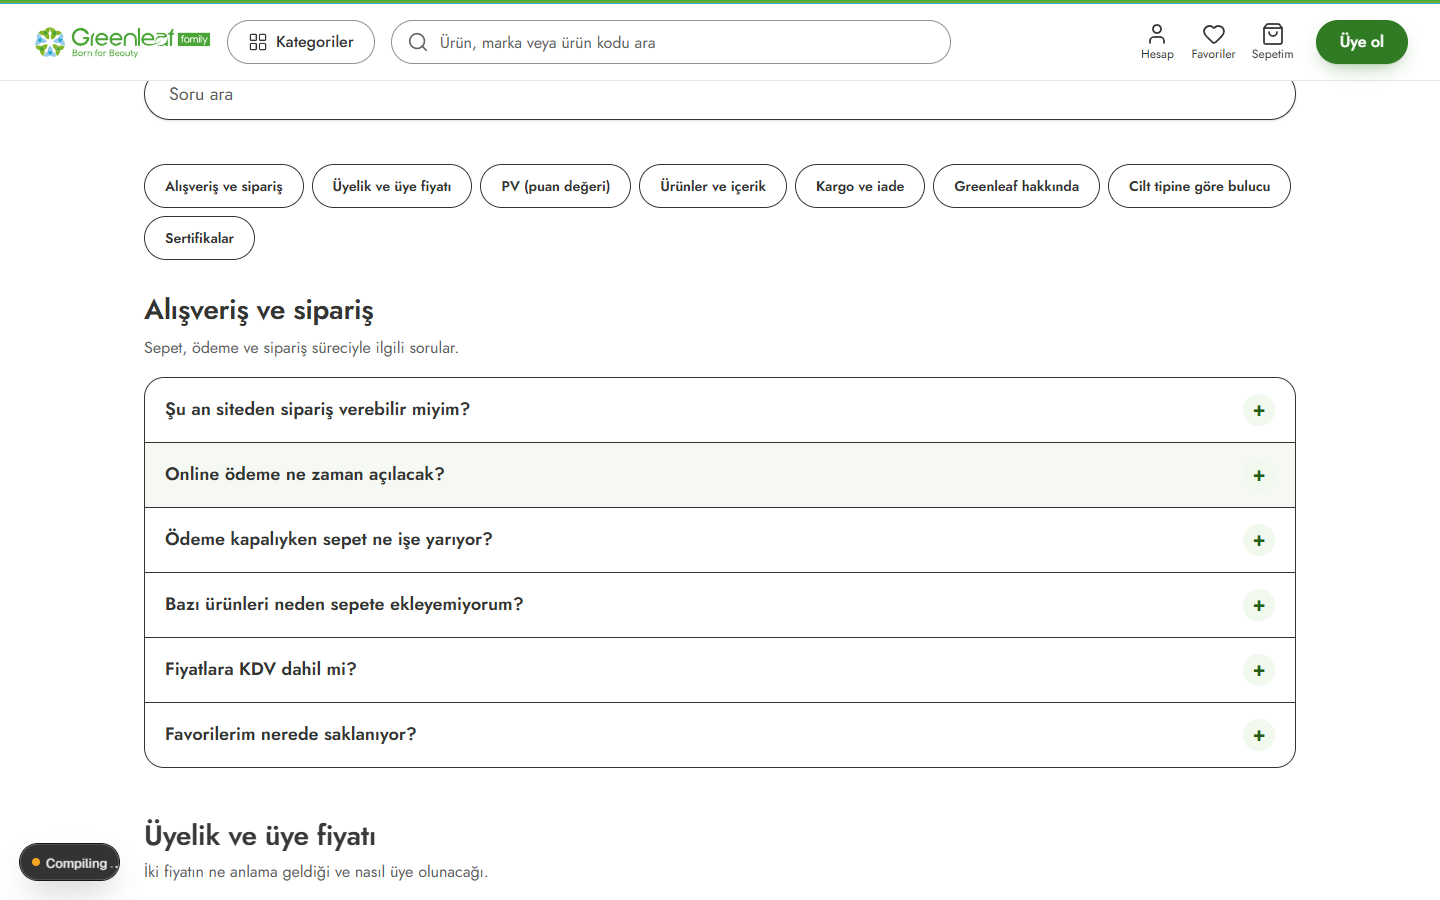 Greenleaf family
Born for Beauty
Kategoriler
Ürün, marka veya ürün kodu ara
Hesap
Favoriler
Sepetim
Üye ol
Soru ara
Alışveriş ve sipariş
Üyelik ve üye fiyatı
PV (puan değeri)
Ürünler ve içerik
Kargo ve iade
Greenleaf hakkında
Cilt tipine göre bulucu
Sertifikalar
Alışveriş ve sipariş
Sepet, ödeme ve sipariş süreciyle ilgili sorular.
Şu an siteden sipariş verebilir miyim?
Online ödeme ne zaman açılacak?
Ödeme kapalıyken sepet ne işe yarıyor?
Bazı ürünleri neden sepete ekleyemiyorum?
Fiyatlara KDV dahil mi?
Favorilerim nerede saklanıyor?
Üyelik ve üye fiyatı
İki fiyatın ne anlama geldiği ve nasıl üye olunacağı.
Compiling ..